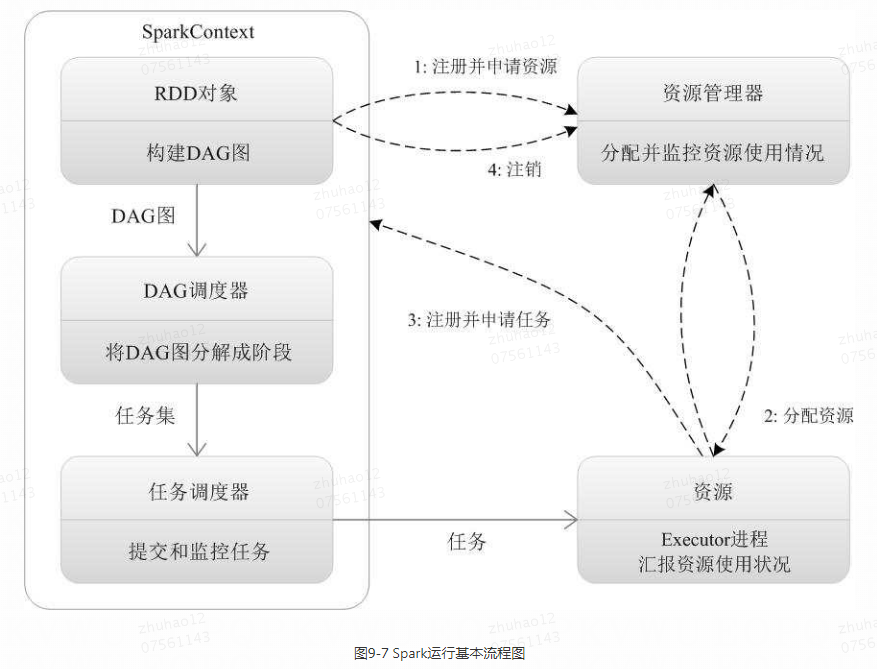 SparkContext
RDD对象
构建DAG图
DAG图
DAG调度器
将DAG图分解成阶段
任务集
任务调度器
提交和监控任务
1: 注册并申请资源
4: 注销
资源管理器
分配并监控资源使用情况
3: 注册并申请任务
2: 分配资源
任务
资源
Executor进程
汇报资源使用状况
图9-7 Spark运行基本流程图
zhuhao12
07561143